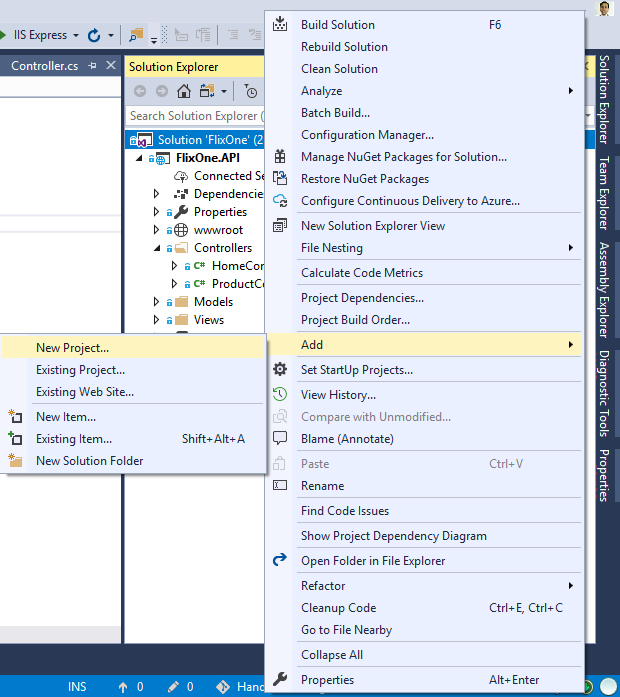 IIS Express
Controller.cs
Solution Explorer
Search Solution Explorer (
Solution 'FlixOne' (2
FlixOne.API
Connected Se
Dependencie
Properties
wwwroot
Controllers
C# HomeCon
C# ProductCo
Models
Views
New Project...
Existing Project...
Existing Web Site...
New Item...
Existing Item... Shift+Alt+A
New Solution Folder
Build Solution F6
Rebuild Solution
Clean Solution
Analyze
Batch Build...
Configuration Manager...
Manage NuGet Packages for Solution...
Restore NuGet Packages
Configure Continuous Delivery to Azure...
New Solution Explorer View
File Nesting
Calculate Code Metrics
Project Dependencies...
Project Build Order...
Add
Set StartUp Projects...
View History...
Compare with Unmodified...
Blame (Annotate)
Paste Ctrl+V
Rename
Find Code Issues
Show Project Dependency Diagram
Open Folder in File Explorer
Refactor
Cleanup Code Ctrl+E, Ctrl+C
Go to File Nearby
Collapse All
Properties Alt+Enter
Solution Explorer
Team Explorer
Assembly Explorer
Diagnostic Tools
Properties
INS 0 0 Hand